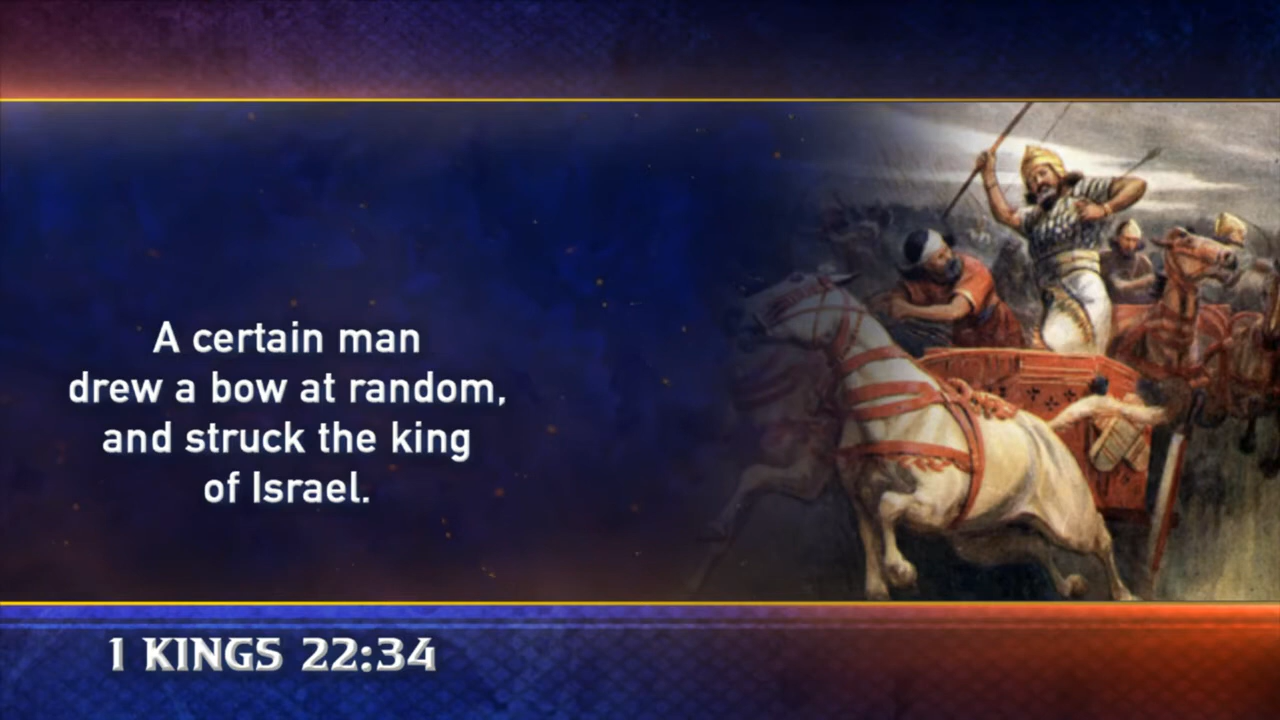 A certain man
drew a bow at random,
and struck the king
of Israel.
1 KINGS 22:34